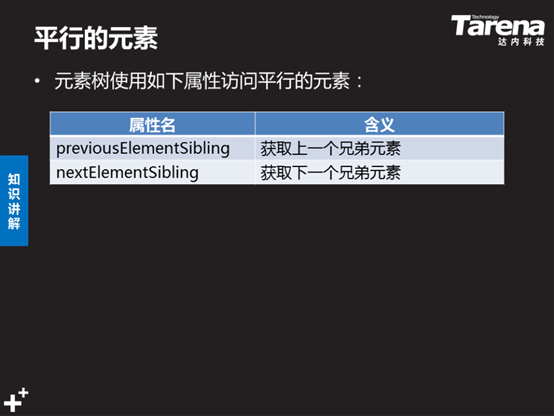 平行的元素
Technology
Tarena
达内科技
• 元素树使用如下属性访问平行的元素：
属性名 含义
previousElementSibling 获取上一个兄弟元素
nextElementSibling 获取下一个兄弟元素
知识讲解